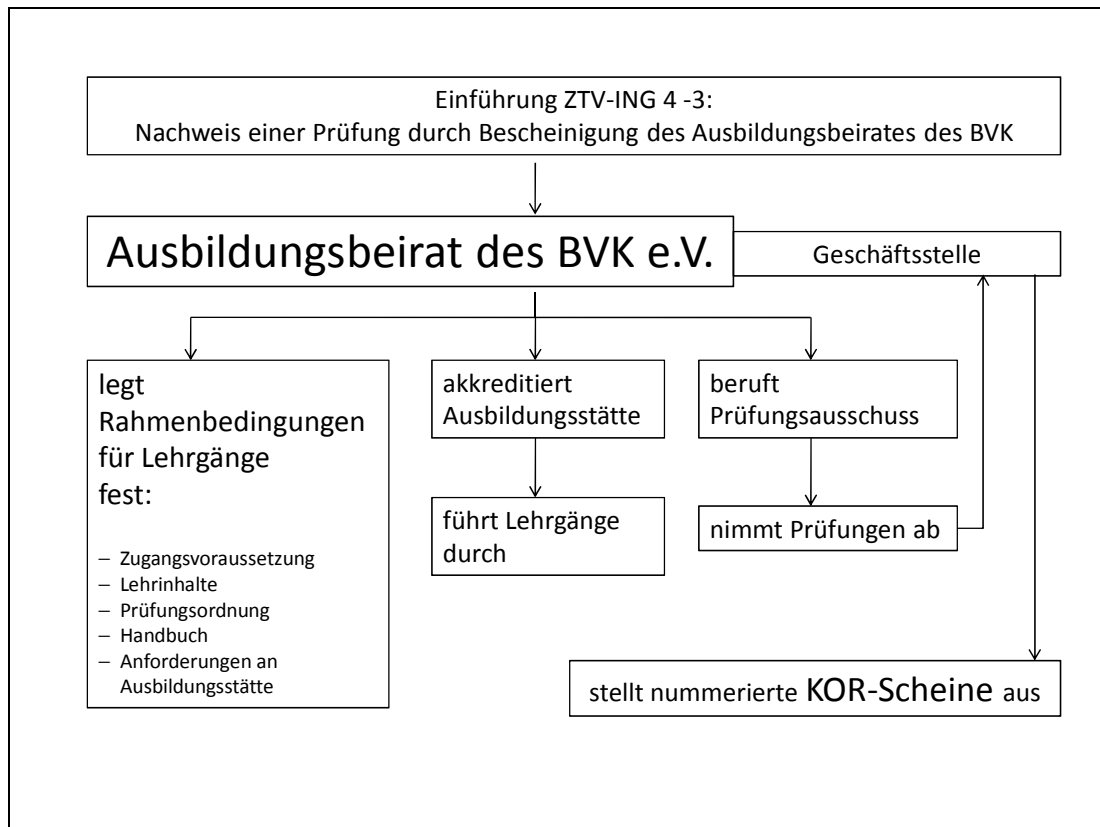 Einführung ZTV-ING 4 -3:
Nachweis einer Prüfung durch Bescheinigung des Ausbildungsbeirates des BVK
Ausbildungsbeirat des BVK e.V.
Geschäftsstelle
legt
Rahmenbedingungen
für Lehrgänge
fest:
– Zugangsvoraussetzung
– Lehrinhalte
– Prüfungsordnung
– Handbuch
– Anforderungen an
Ausbildungsstätte
akkreditiert
Ausbildungsstätte
führt Lehrgänge
durch
beruft
Prüfungsausschuss
nimmt Prüfungen ab
stellt nummerierte KOR-Scheine aus